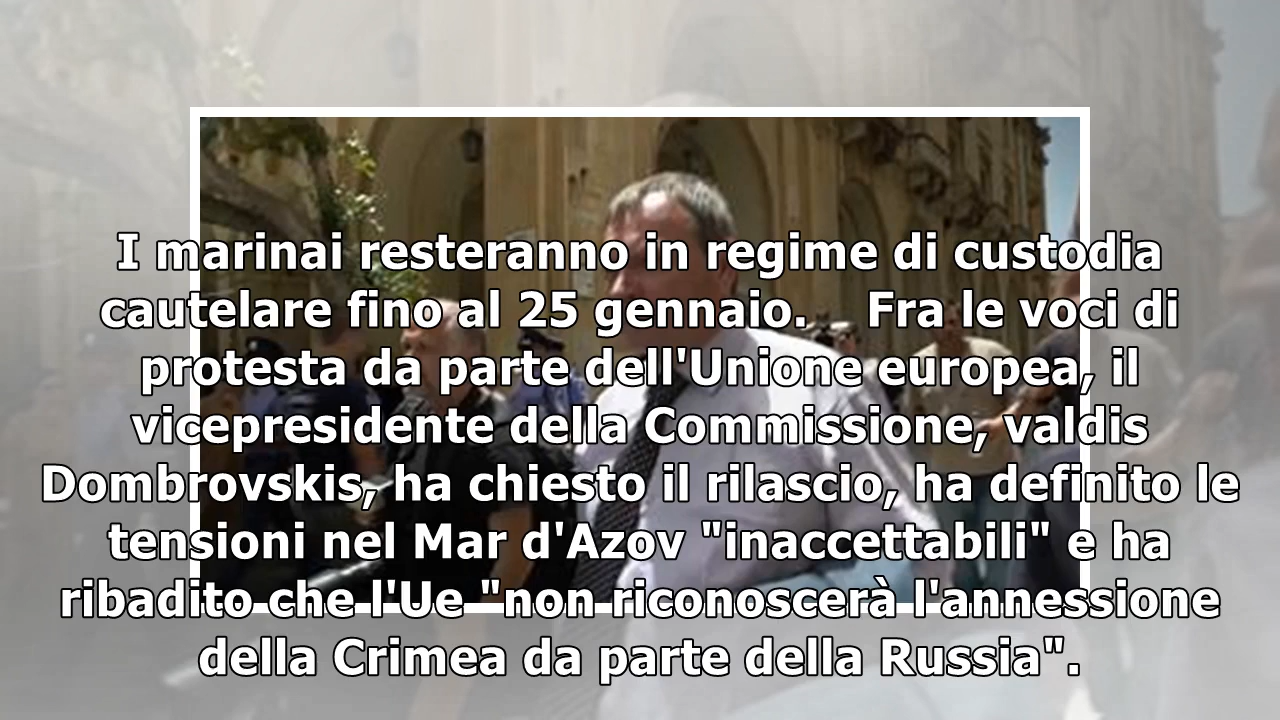 I marinai resteranno in regime di custodia
cautelare fino al 25 gennaio.    Fra le voci di
protesta da parte dell'Unione europea, il
vicepresidente della Commissione, valdis
Dombrovskis, ha chiesto il rilascio, ha definito le
tensioni nel Mar d'Azov "inaccettabili" e ha
ribadito che l'Ue "non riconoscerà l'annessione
della Crimea da parte della Russia".